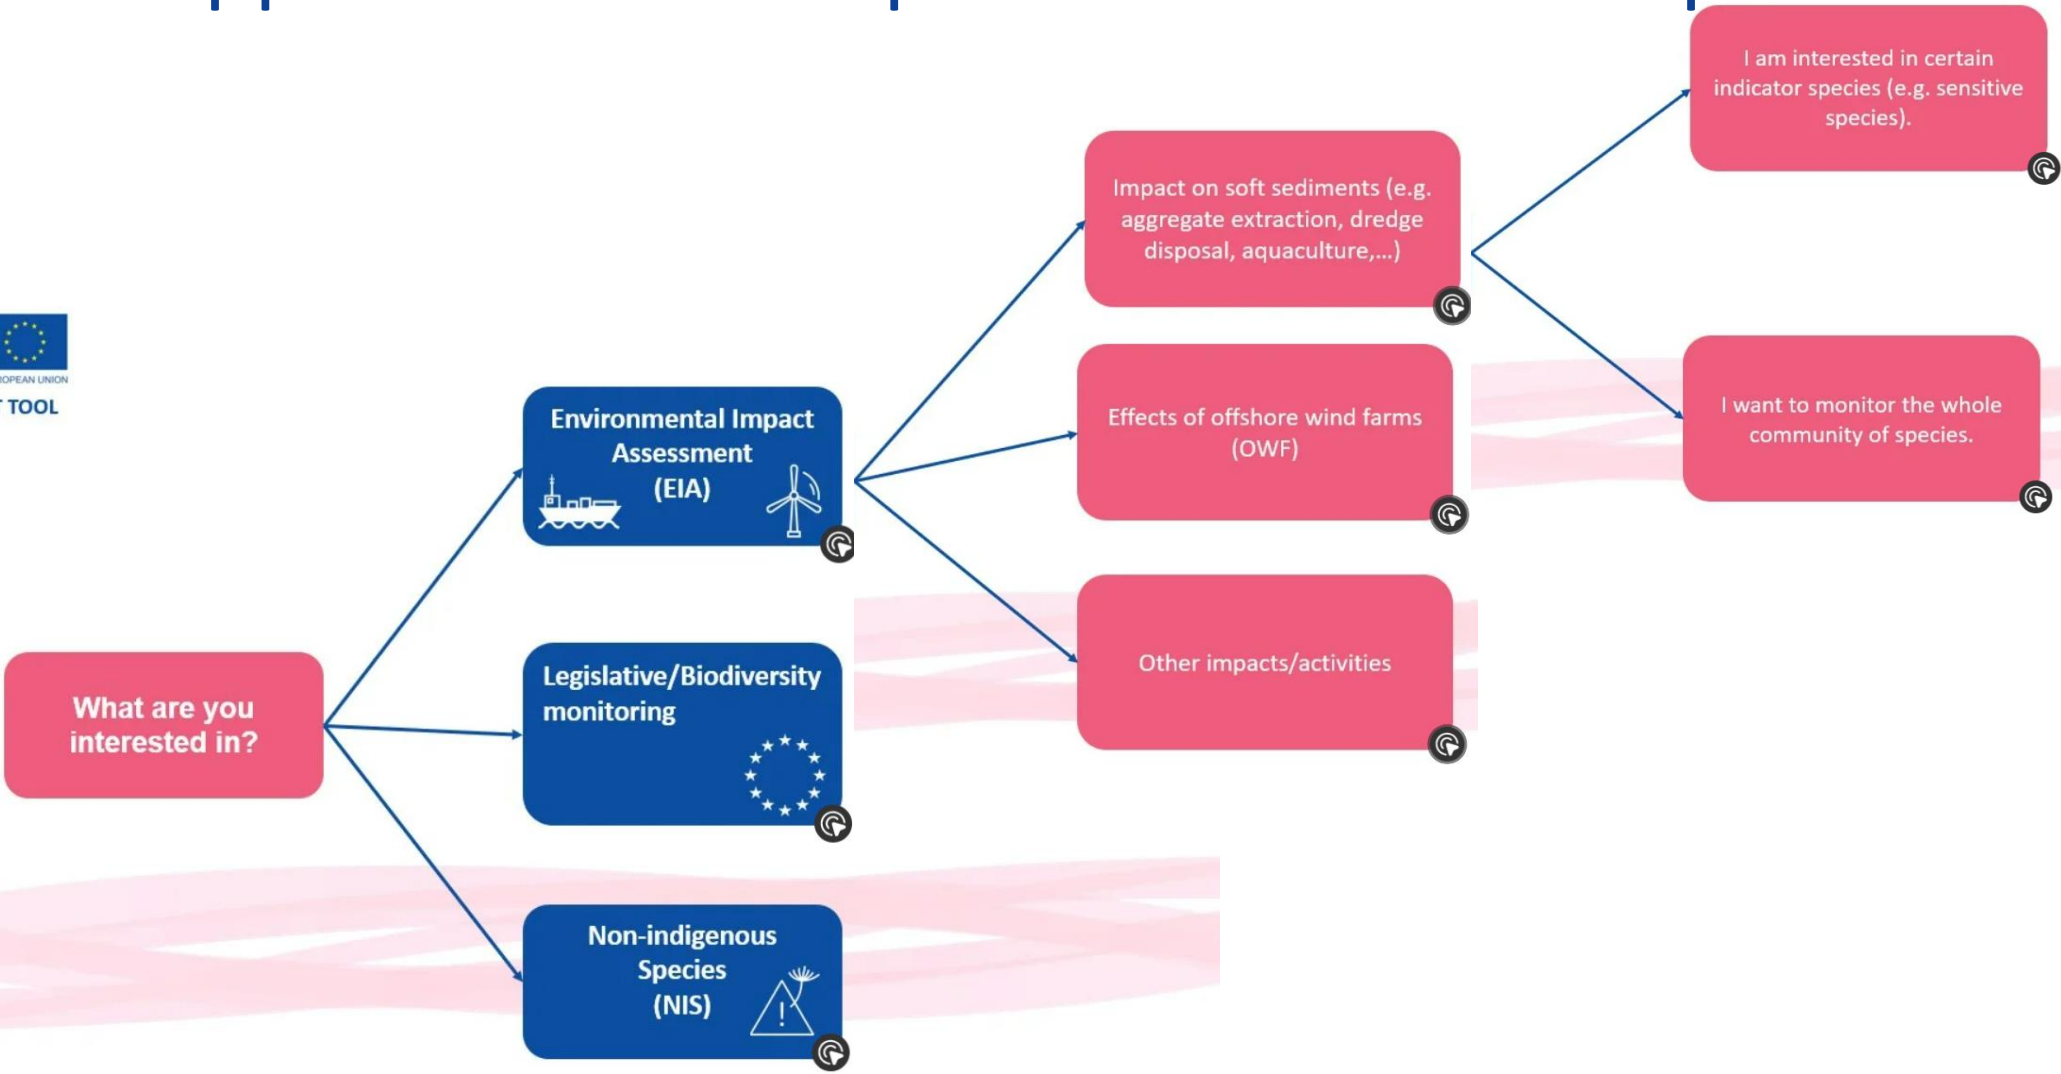 I am interested in certain
indicator species (e.g. sensitive
species).
Impact on soft sediments (e.g.
aggregate extraction, dredge
disposal, aquaculture,...)
I want to monitor the whole
community of species.
Effects of offshore wind farms
(OWF)
Other impacts/activities
TOOL
Environmental Impact
Assessment
(EIA)
Legislative/Biodiversity
monitoring
What are you
interested in?
Non-indigenous
Species
(NIS)